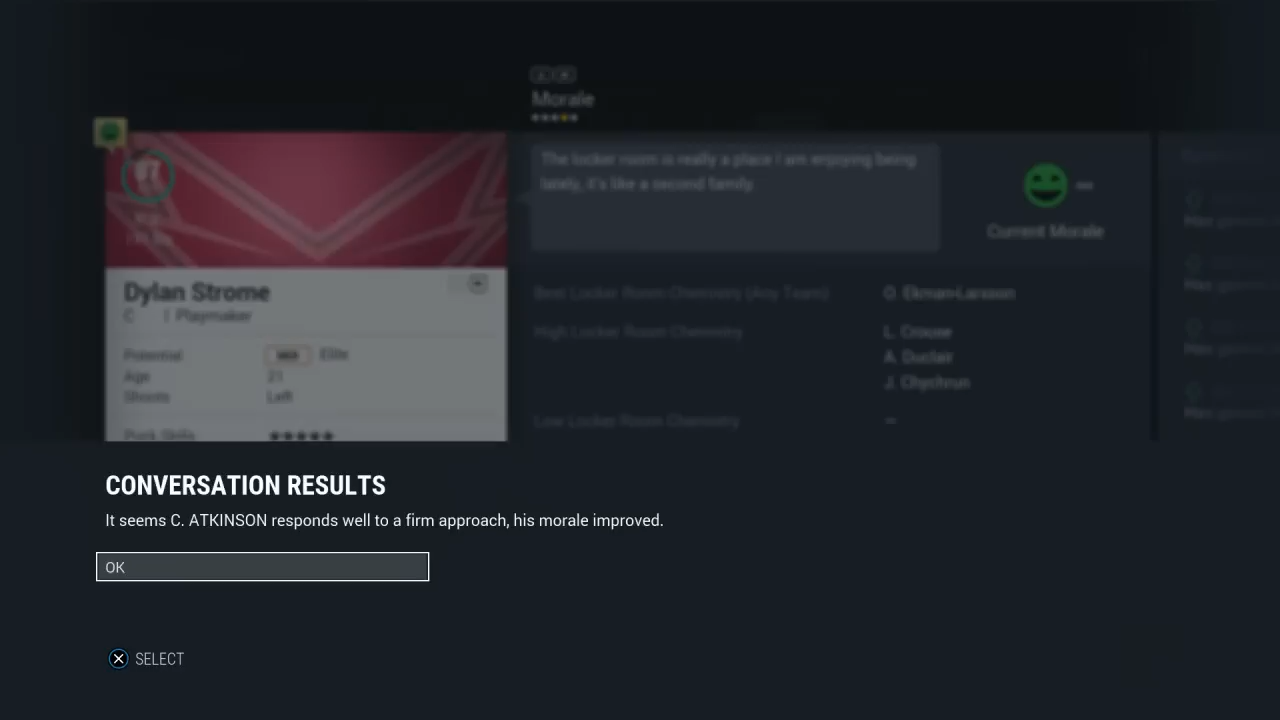 Morale
The locker room is really a place I am enjoying being
lately, it's like a second family.
Current Morale
Dylan Strome
C | Playmaker
Potential Elite
Age 21
Shoots Left
Puck Skills ★★★★★
Best Locker Room Chemistry (Any Team) O. Ekman-Larsson
High Locker Room Chemistry L. Crouse
A. Duclair
J. Chychrun
Low Locker Room Chemistry --
CONVERSATION RESULTS
It seems C. ATKINSON responds well to a firm approach, his morale improved.
OK
SELECT